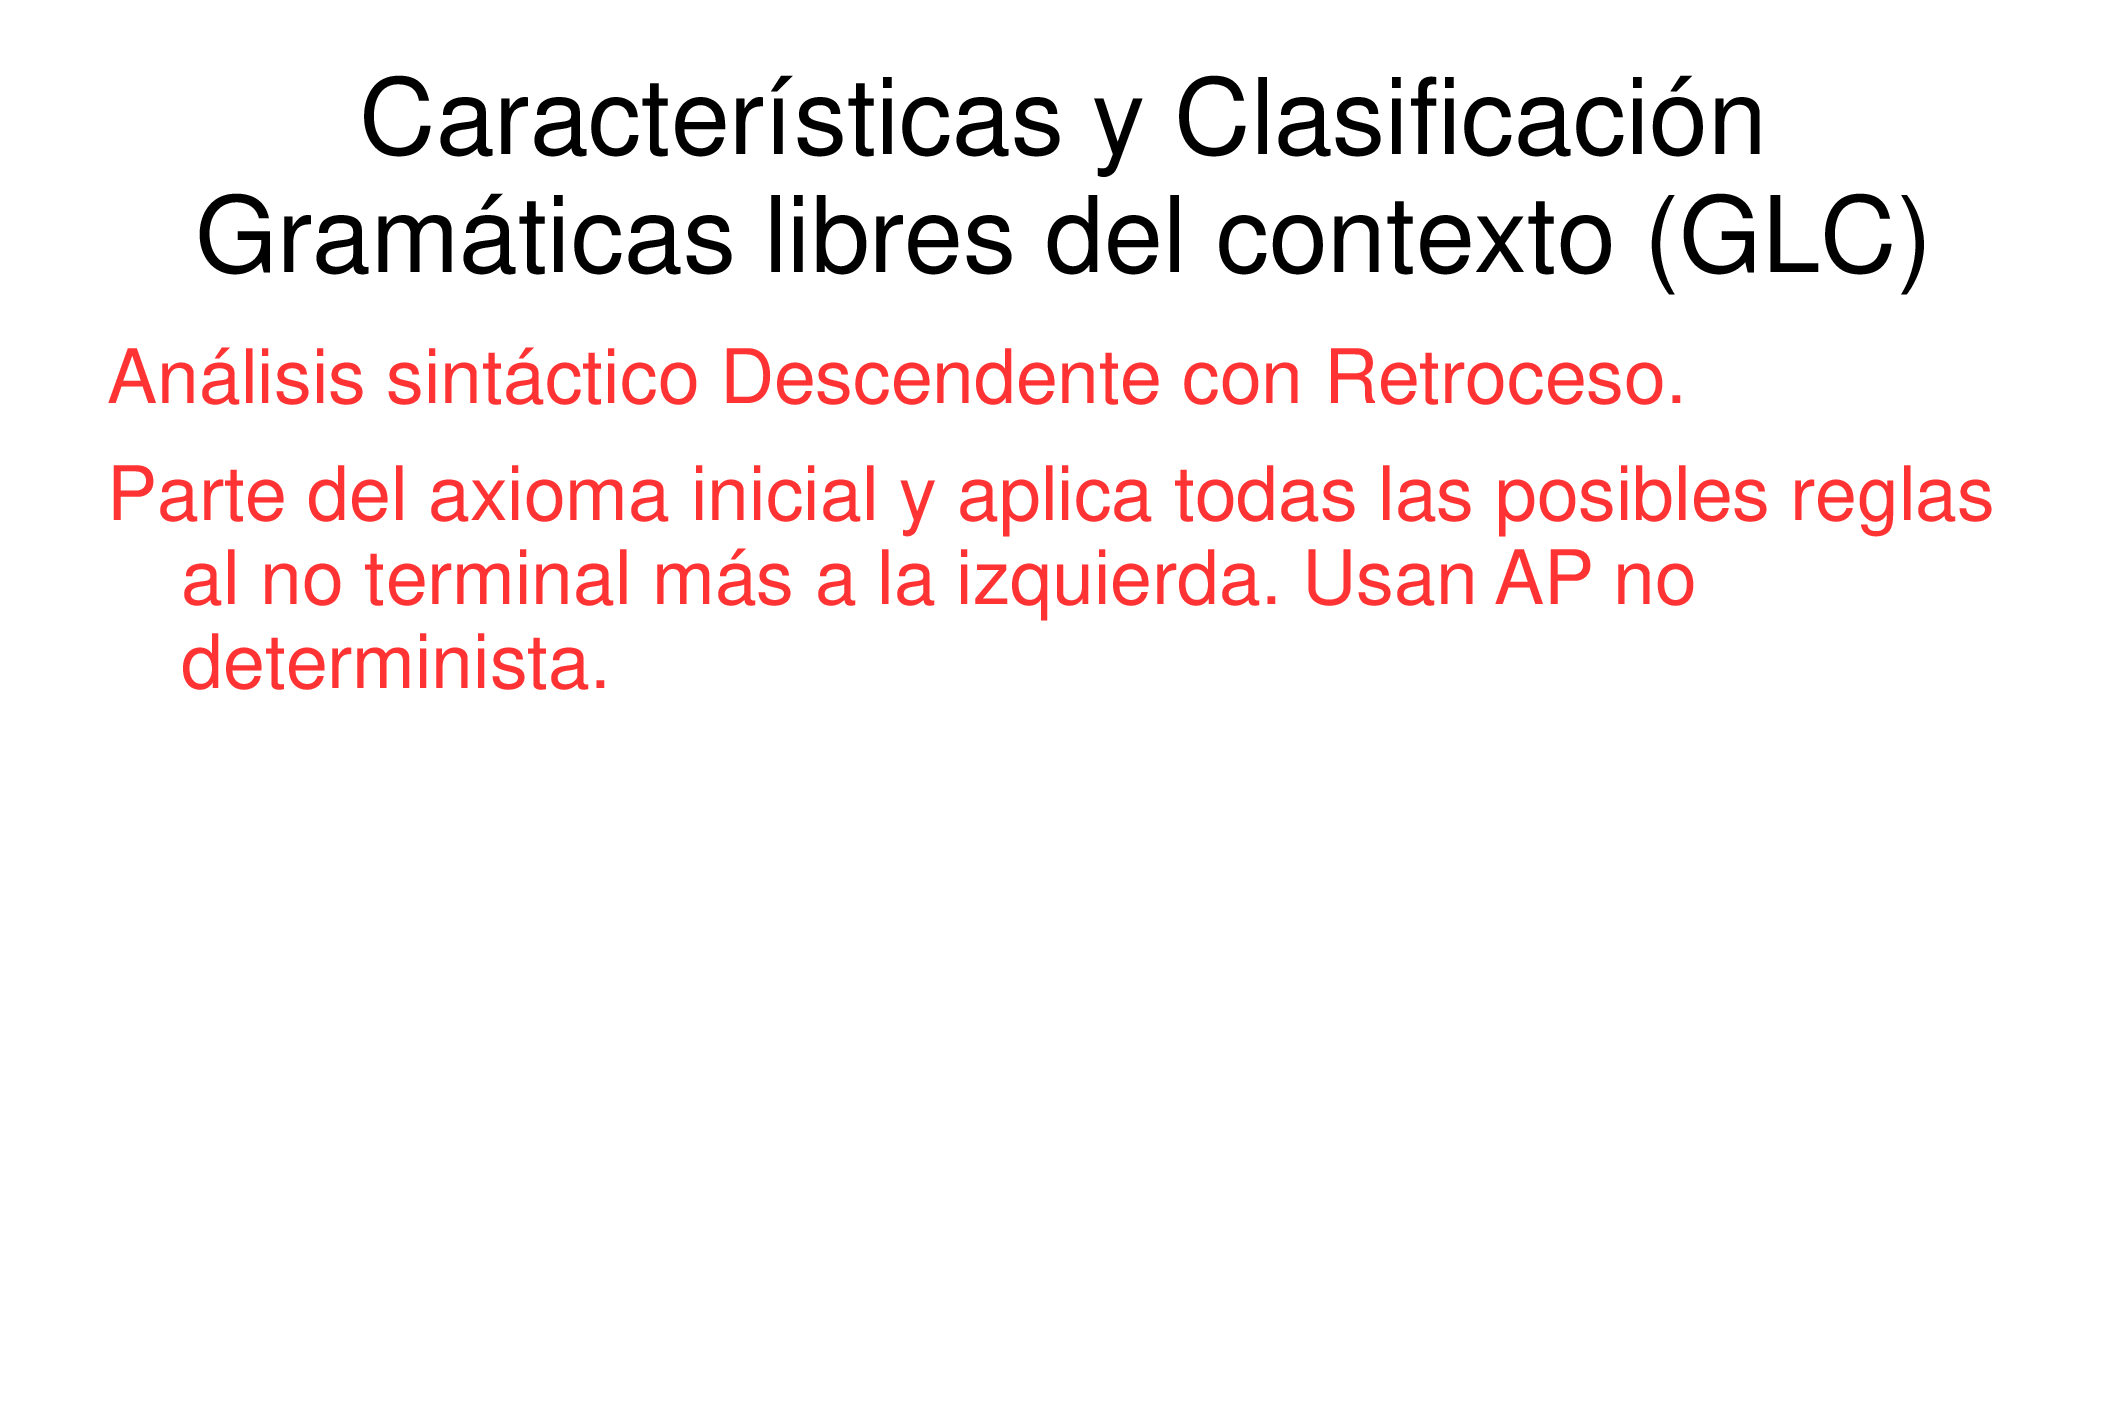 Características y Clasificación
Gramáticas libres del contexto (GLC)
Análisis sintáctico Descendente con Retroceso.
Parte del axioma inicial y aplica todas las posibles reglas
al no terminal más a la izquierda. Usan AP no
determinista.